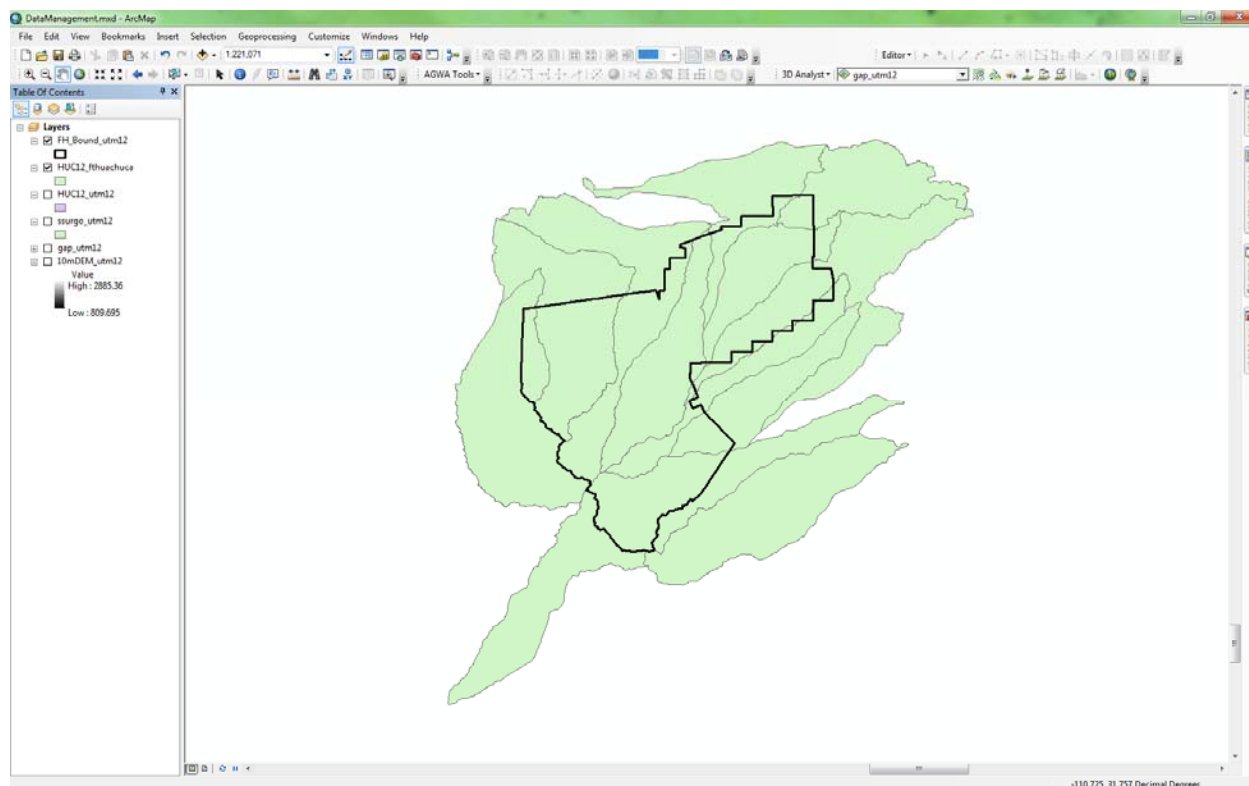 DataManagement.mxd - ArcMap
File Edit View Bookmarks Insert Selection Geoprocessing Customize Windows Help
1:221,071
Editor
AGWA Tools
3D Analyst
gap_utm12
Table Of Contents
Layers
FH_Bound_utm12
HUC12_fthuachuca
HUC12_utm12
ssurgo_utm12
gap_utm12
10mDEM_utm12
Value
High : 2885.36
Low : 809.695
-110.725 31.757 Decimal Degrees